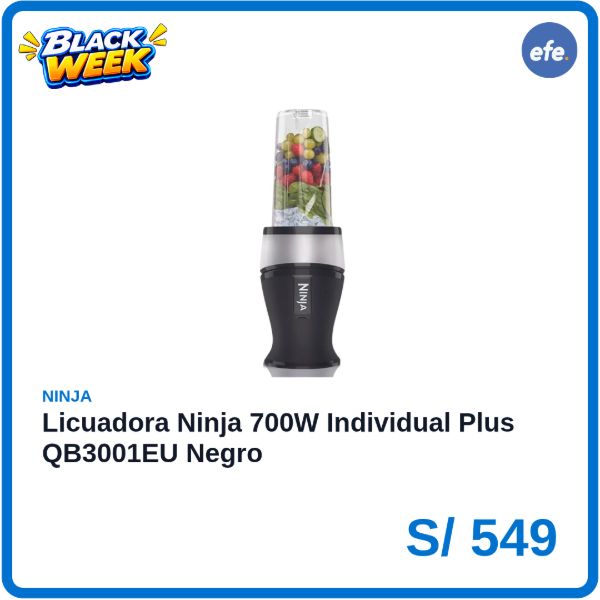 BLACK
WEEK
efe.
NINJA
NINJA
Licuadora Ninja 700W Individual Plus
QB3001EU Negro
S/ 549